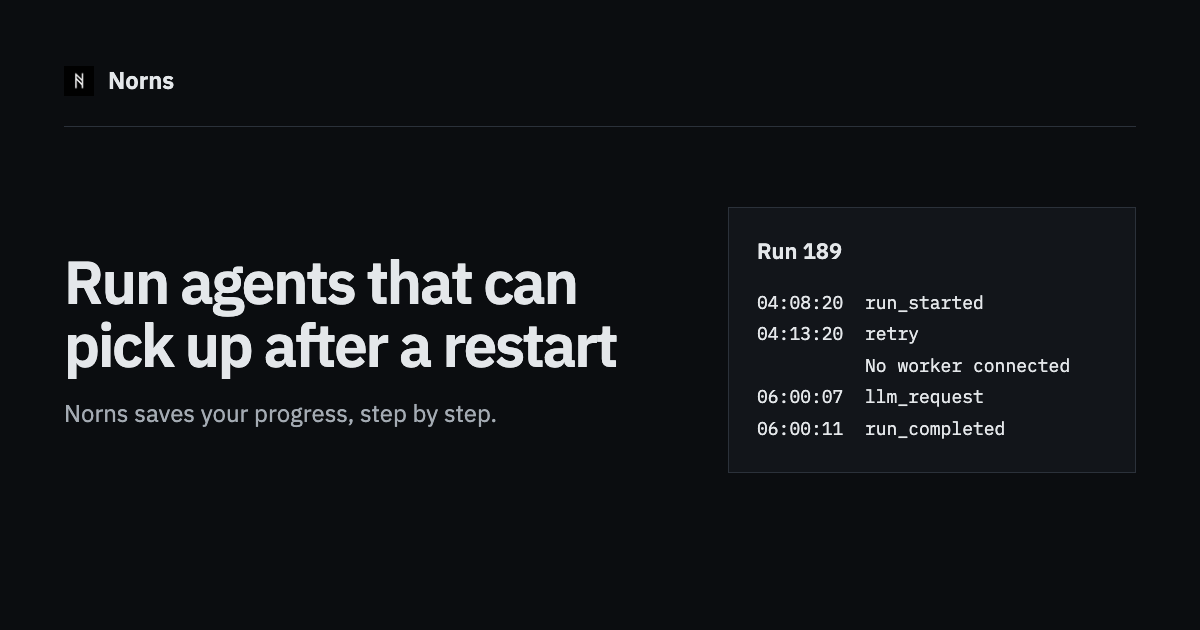 Norns
Run agents that can
pick up after a restart
Norns saves your progress, step by step.
Run 189
04:08:20 run_started
04:13:20 retry
No worker connected
06:00:07 llm_request
06:00:11 run_completed